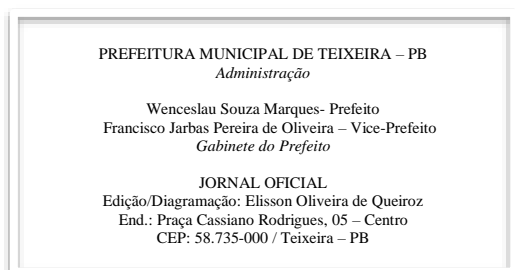 PREFEITURA MUNICIPAL DE TEIXEIRA – PB
Administração
Wenceslau Souza Marques- Prefeito
Francisco Jarbas Pereira de Oliveira – Vice-Prefeito
Gabinete do Prefeito
JORNAL OFICIAL
Edição/Diagramação: Elisson Oliveira de Queiroz
End.: Praça Cassiano Rodrigues, 05 – Centro
CEP: 58.735-000 / Teixeira – PB